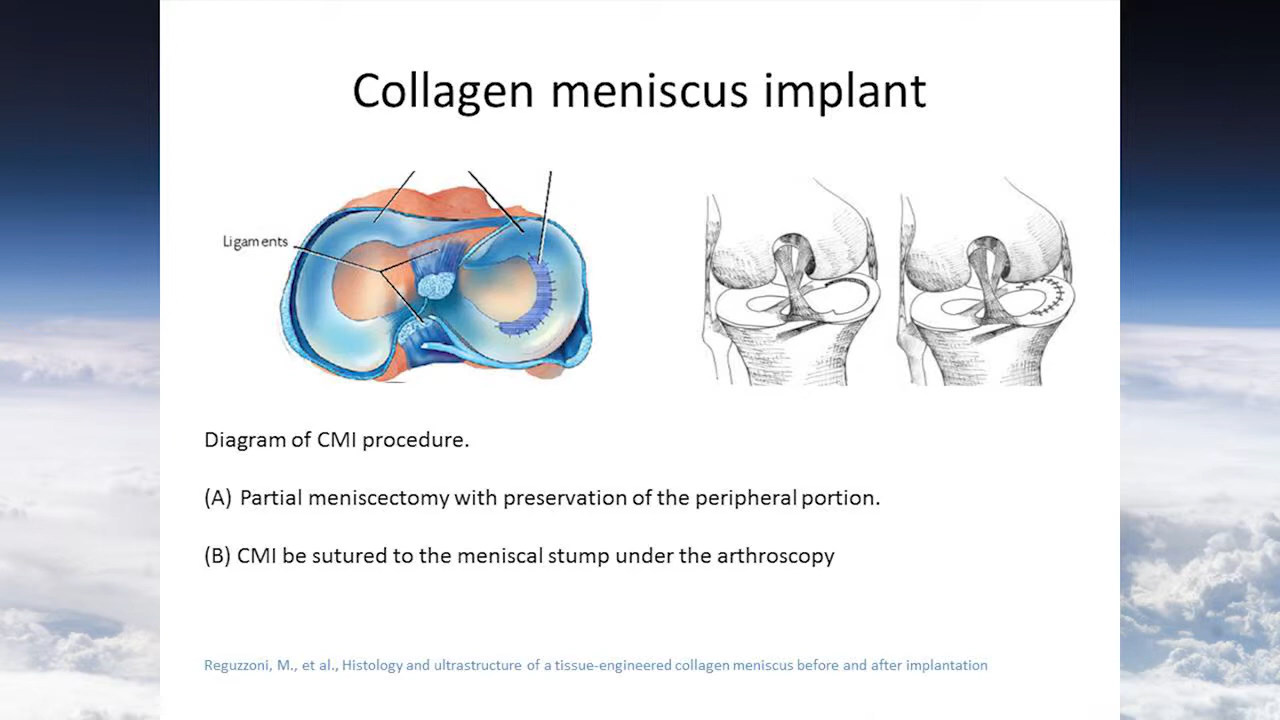 Collagen meniscus implant
Ligaments
Diagram of CMI procedure.
(A) Partial meniscectomy with preservation of the peripheral portion.
(B) CMI be sutured to the meniscal stump under the arthroscopy
Reguzzoni, M., et al., Histology and ultrastructure of a tissue-engineered collagen meniscus before and after implantation